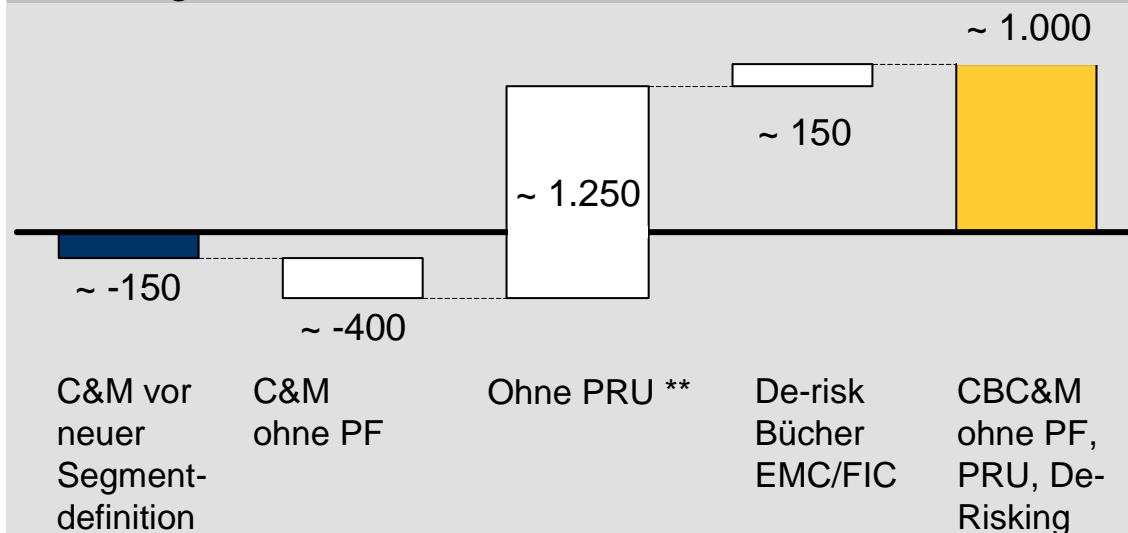 ~ 1.000
~ 150
~ 1.250
~ -150
~ -400
C&M vor
neuer
Segment-
definition
C&M
ohne PF
Ohne PRU **
De-risk
Bücher
EMC/FIC
CBC&M
ohne PF,
PRU, De-
Risking